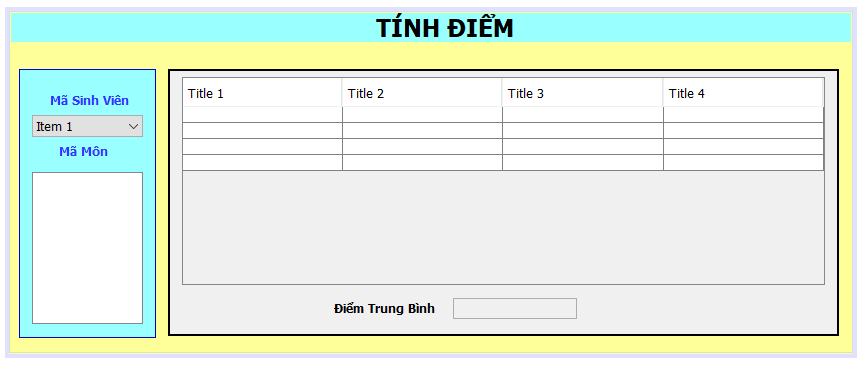 TÍNH ĐIỂM
Mã Sinh Viên
Item 1
Mã Môn
Title 1 Title 2 Title 3 Title 4
Điểm Trung Bình